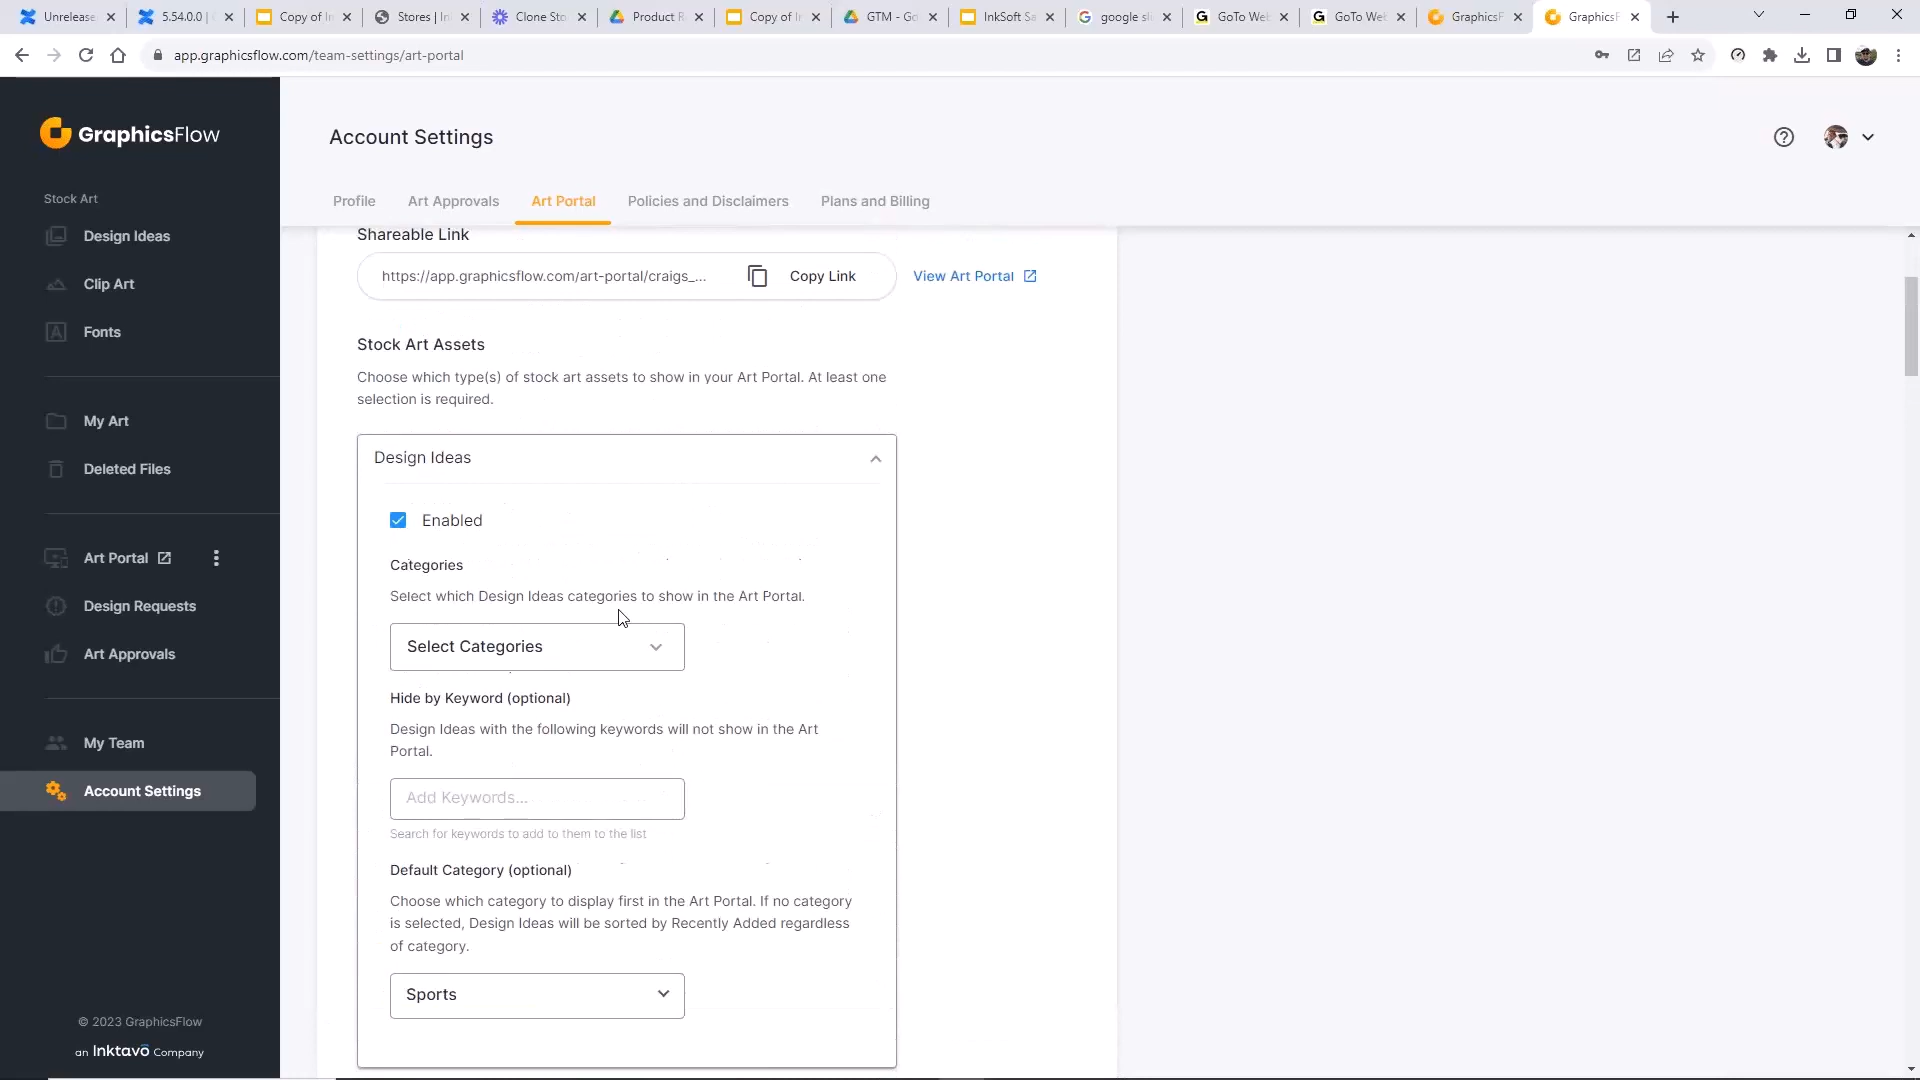 Unrelease
5.54.0.0 |
Copy of In
Stores | In
Clone Sto
Product R
Copy of I
GTM - Go
InkSoft Sa
google sli
GoTo Web
GoTo Web
GraphicsF
GraphicsF
app.graphicsflow.com/team-settings/art-portal
GraphicsFlow
Stock Art
Design Ideas
Clip Art
Fonts
My Art
Deleted Files
Art Portal
Design Requests
Art Approvals
My Team
Account Settings
© 2023 GraphicsFlow
an Inktavo Company
Account Settings
Profile
Art Approvals
Art Portal
Policies and Disclaimers
Plans and Billing
Shareable Link
https://app.graphicsflow.com/art-portal/craigs_...
Copy Link
View Art Portal
Stock Art Assets
Choose which type(s) of stock art assets to show in your Art Portal. At least one
selection is required.
Design Ideas
Enabled
Categories
Select which Design Ideas categories to show in the Art Portal.
Select Categories
Hide by Keyword (optional)
Design Ideas with the following keywords will not show in the Art
Portal.
Add Keywords...
Search for keywords to add to them to the list
Default Category (optional)
Choose which category to display first in the Art Portal. If no category
is selected, Design Ideas will be sorted by Recently Added regardless
of category.
Sports